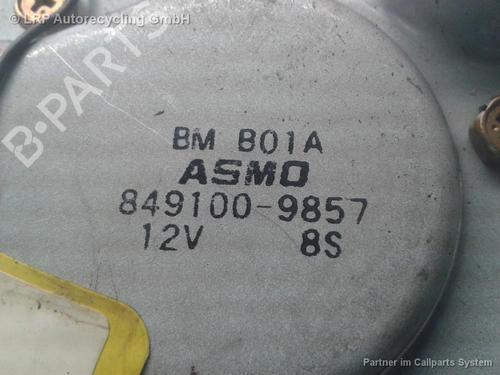 © LRP Autorecycling GmbH
B-PARTS
BM B01A
ASMO
849100-9857
12V 8S
Partner im Callparts System